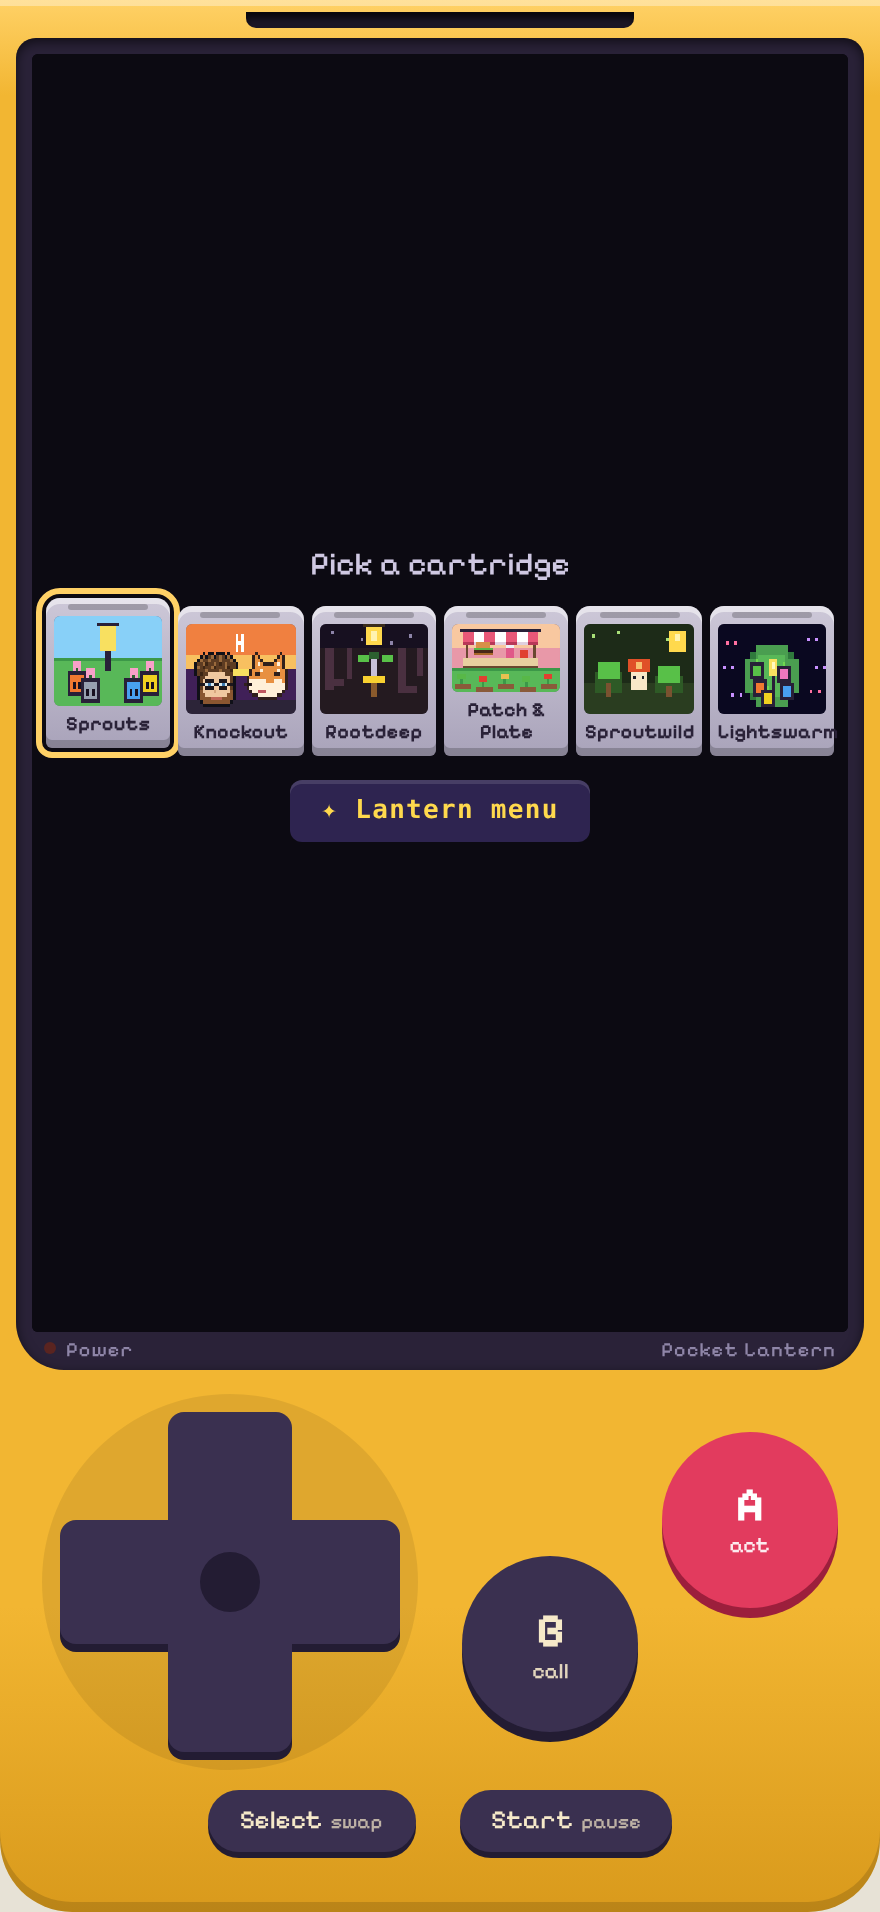 Pick a cartridge
Sprouts
Knockout
Rootdeep
Patch &
Plate
Sproutwild
Lightswarm
✦ Lantern menu
Power
Pocket Lantern
A
act
B
call
Select swap
Start pause